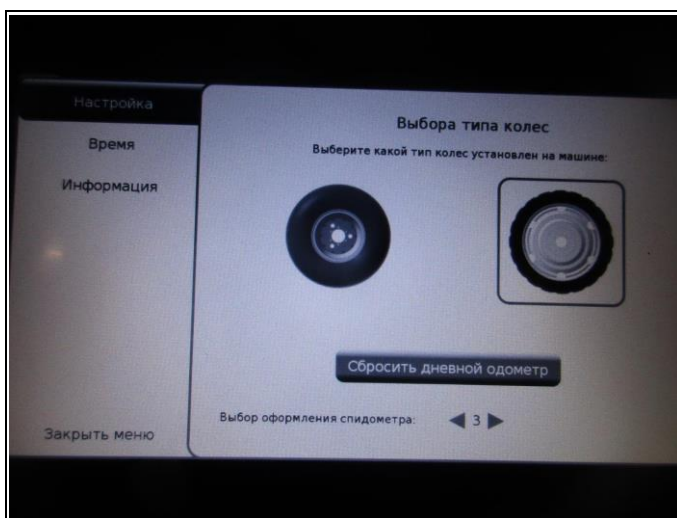 Настройка
Время
Информация
Закрыть меню
Выбора типа колес
Выберите какой тип колес установлен на машине:
Сбросить дневной одометр
Выбор оформления спидометра:
3